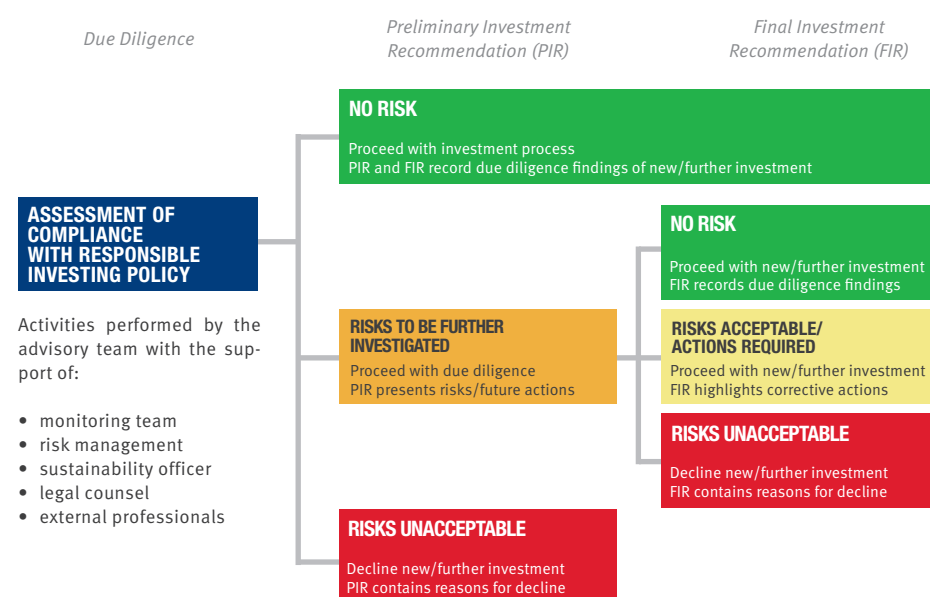 Due Diligence
Preliminary Investment
Recommendation (PIR)
Final Investment
Recommendation (FIR)
NO RISK
Proceed with investment process
PIR and FIR record due diligence findings of new/further investment
ASSESSMENT OF
COMPLIANCE
WITH RESPONSIBLE
INVESTING POLICY
Activities performed by the
advisory team with the sup-
port of:
• monitoring team
• risk management
• sustainability officer
• legal counsel
• external professionals
RISKS TO BE FURTHER
INVESTIGATED
Proceed with due diligence
PIR presents risks/future actions
NO RISK
Proceed with new/further investment
FIR records due diligence findings
RISKS ACCEPTABLE/
ACTIONS REQUIRED
Proceed with new/further investment
FIR highlights corrective actions
RISKS UNACCEPTABLE
Decline new/further investment
FIR contains reasons for decline
RISKS UNACCEPTABLE
Decline new/further investment
PIR contains reasons for decline